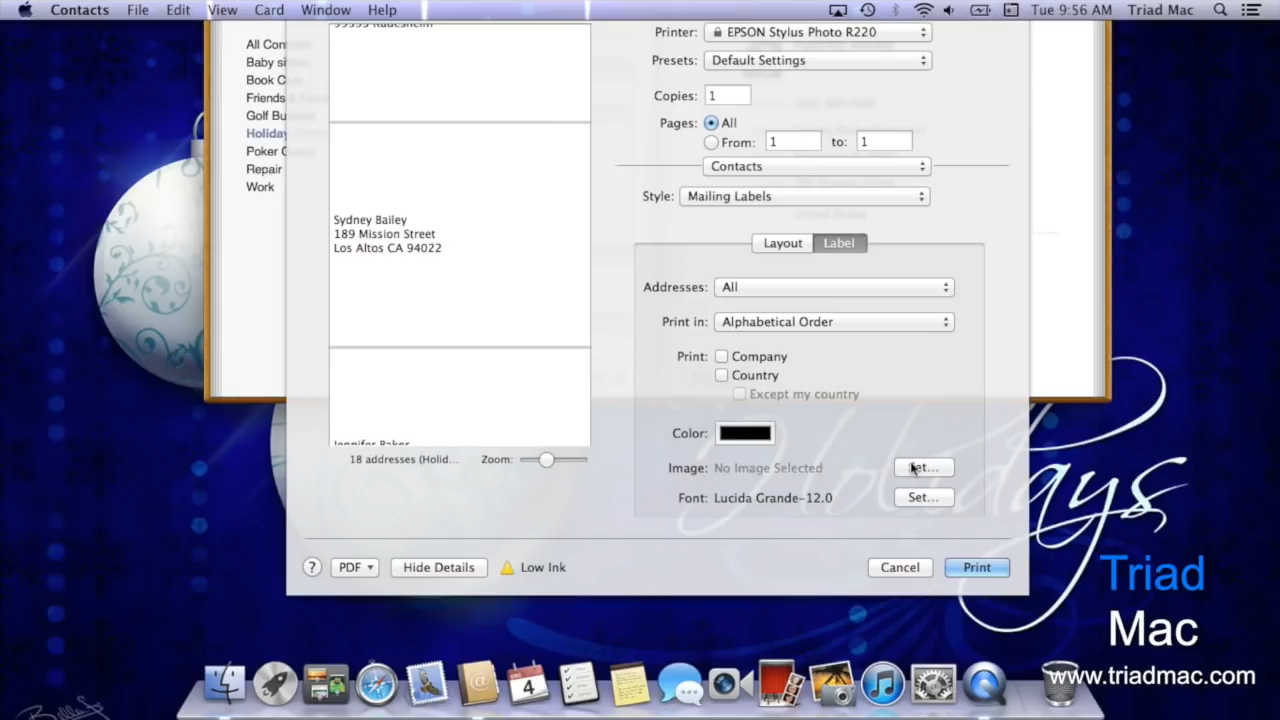 Contacts File Edit View Card Window Help Tue 9:56 AM Triad Mac
All Con
Baby si
Book C
Friends &
Golf Bu
Holiday
Poker G
Repair
Work
Sydney Bailey
189 Mission Street
Los Altos CA 94022
Jennifer Baker
18 addresses (Holid... Zoom:
Printer: EPSON Stylus Photo R220
Presets: Default Settings
Copies: 1
Pages: All
From: 1 to: 1
Contacts
Style: Mailing Labels
Layout Label
Addresses: All
Print in: Alphabetical Order
Print: Company
Country
Except my country
Color:
Image: No Image Selected Set...
Font: Lucida Grande-12.0 Set...
? PDF Hide Details Low Ink Cancel Print
Holidays
Triad
Mac
www.triadmac.com
4